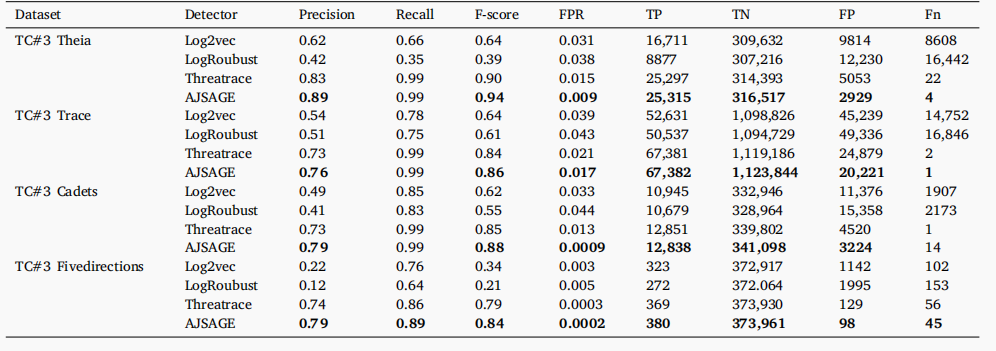 Dataset Detector Precision Recall F-score FPR TP TN FP Fn
TC#3 Theia Log2vec 0.62 0.66 0.64 0.031 16,711 309,632 9814 8608
LogRoubust 0.42 0.35 0.39 0.038 8877 307,216 12,230 16,442
Threatrace 0.83 0.99 0.90 0.015 25,297 314,393 5053 22
AJSAGE 0.89 0.99 0.94 0.009 25,315 316,517 2929 4
TC#3 Trace Log2vec 0.54 0.78 0.64 0.039 52,631 1,098,826 45,239 14,752
LogRoubust 0.51 0.75 0.61 0.043 50,537 1,094,729 49,336 16,846
Threatrace 0.73 0.99 0.84 0.021 67,381 1,119,186 24,879 2
AJSAGE 0.76 0.99 0.86 0.017 67,382 1,123,844 20,221 1
TC#3 Cadets Log2vec 0.49 0.85 0.62 0.033 10,945 332,946 11,376 1907
LogRoubust 0.41 0.83 0.55 0.044 10,679 328,964 15,358 2173
Threatrace 0.73 0.99 0.85 0.013 12,851 339,802 4520 1
AJSAGE 0.79 0.99 0.88 0.0009 12,838 341,098 3224 14
TC#3 Fivedirections Log2vec 0.22 0.76 0.34 0.003 323 372,917 1142 102
LogRoubust 0.12 0.64 0.21 0.005 272 372.064 1995 153
Threatrace 0.74 0.86 0.79 0.0003 369 373,930 129 56
AJSAGE 0.79 0.89 0.84 0.0002 380 373,961 98 45